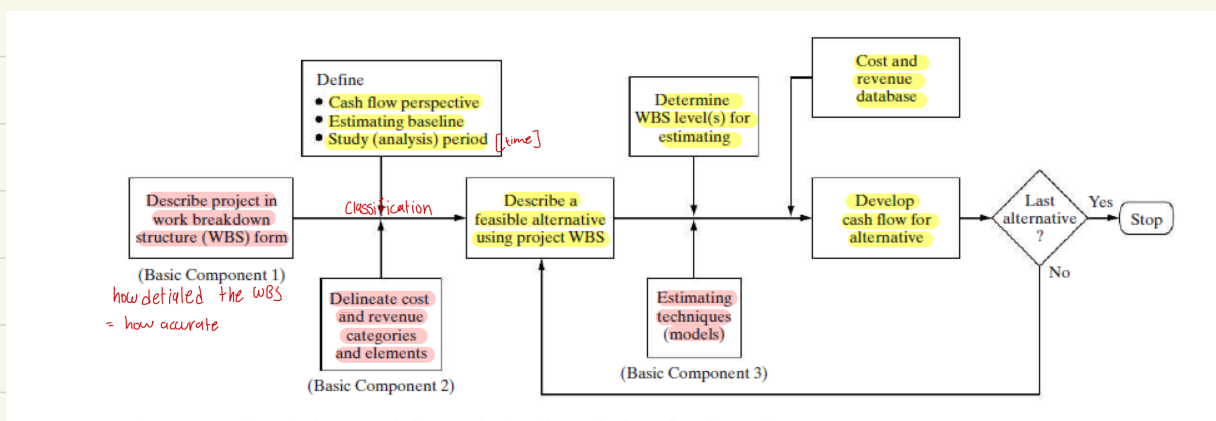 Define
• Cash flow perspective
• Estimating baseline
• Study (analysis) period [time]
Determine
WBS level(s) for
estimating
Cost and
revenue
database
Describe project in
work breakdown
structure (WBS) form
(Basic Component 1)
how detialed the WBS
= how accurate
Classification
Delineate cost
and revenue
categories
and elements
(Basic Component 2)
Describe a
feasible alternative
using project WBS
Estimating
techniques
(models)
(Basic Component 3)
Develop
cash flow for
alternative
Last
alternative
?
Yes
Stop
No